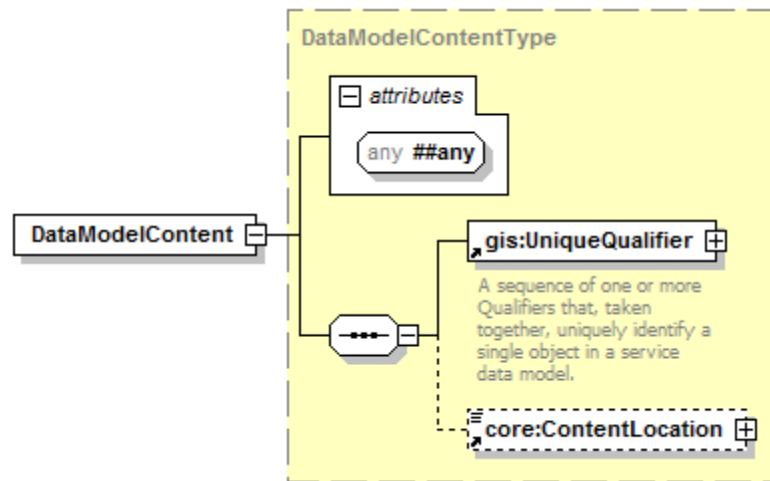 DataModelContentType
attributes
any ##any
DataModelContent
gis:UniqueQualifier
A sequence of one or more
Qualifiers that, taken
together, uniquely identify a
single object in a service
data model.
core:ContentLocation